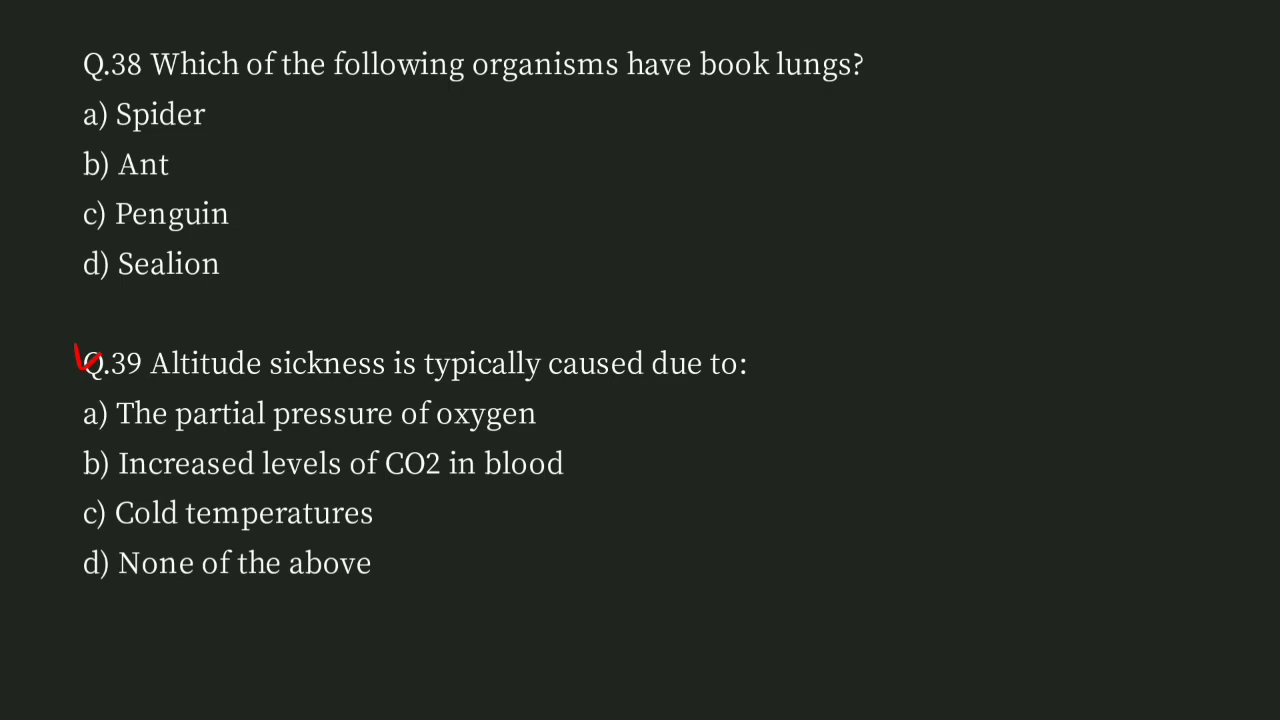 Q.38 Which of the following organisms have book lungs?
a) Spider
b) Ant
c) Penguin
d) Sealion
Q.39 Altitude sickness is typically caused due to:
a) The partial pressure of oxygen
b) Increased levels of CO2 in blood
c) Cold temperatures
d) None of the above